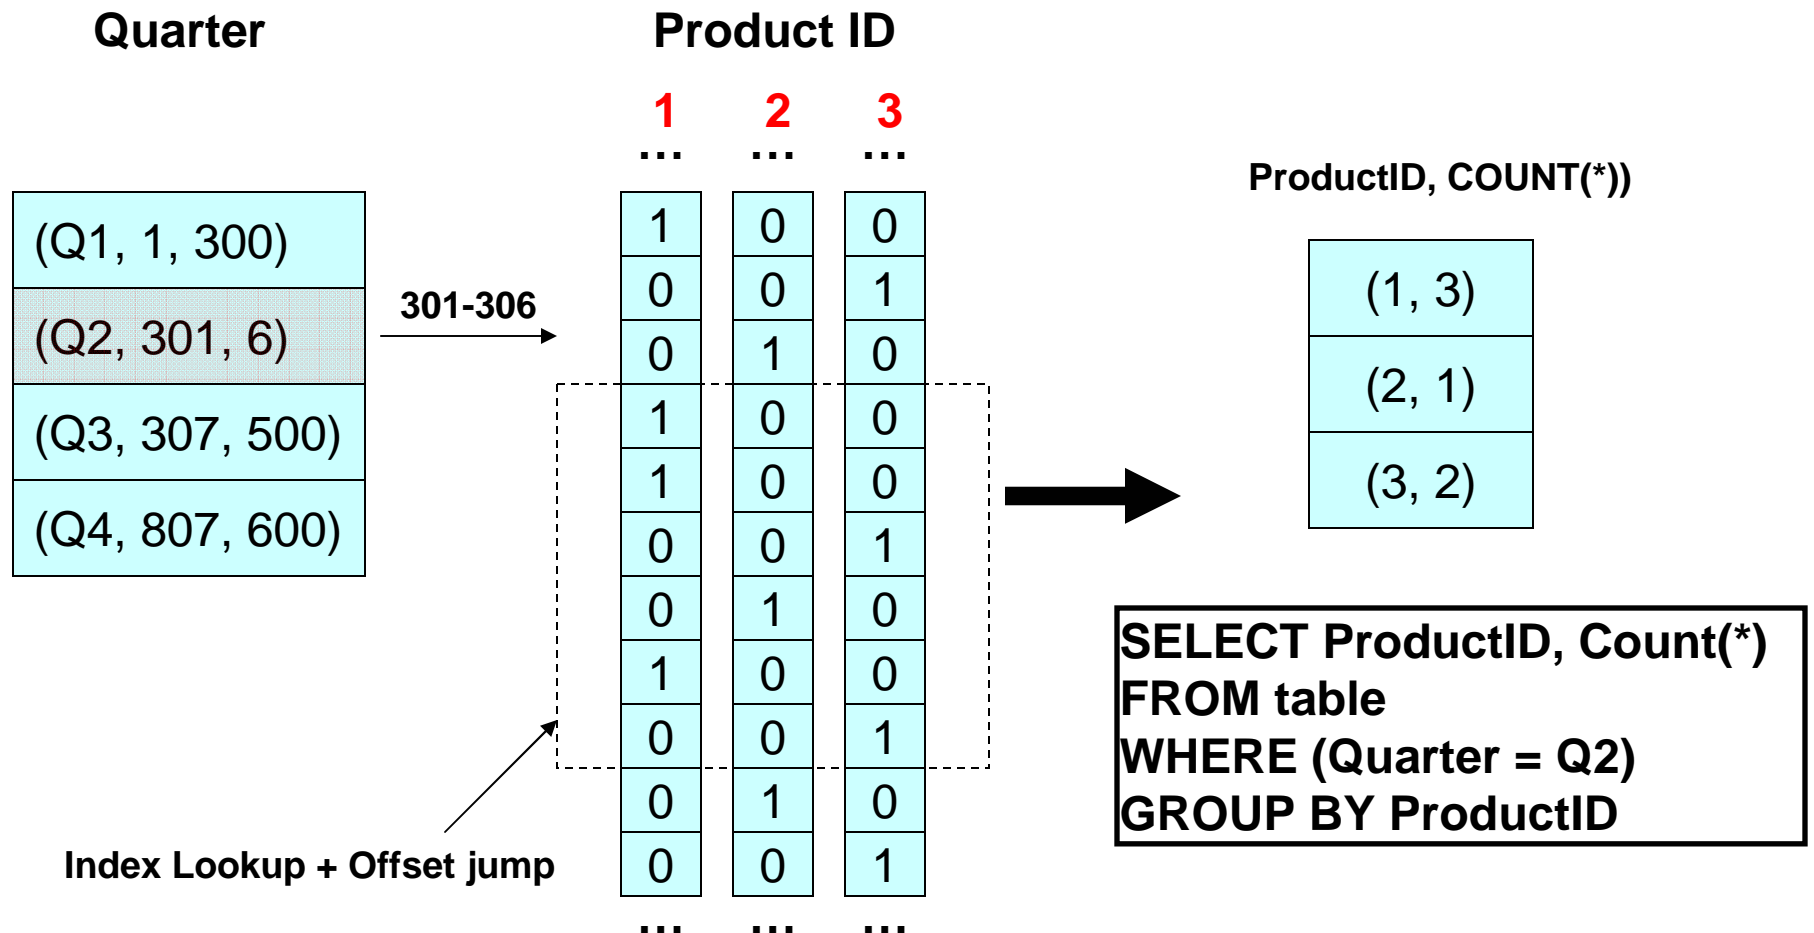 Quarter
Product ID
1 2 3
... ... ...
ProductID, COUNT(*))
(Q1, 1, 300)
(Q2, 301, 6)
(Q3, 307, 500)
(Q4, 807, 600)
301-306
1 0 0
0 0 1
0 1 0
1 0 0
1 0 0
0 0 1
0 1 0
1 0 0
0 0 1
0 1 0
0 0 1
... ... ...
Index Lookup + Offset jump
(1, 3)
(2, 1)
(3, 2)
SELECT ProductID, Count(*)
FROM table
WHERE (Quarter = Q2)
GROUP BY ProductID